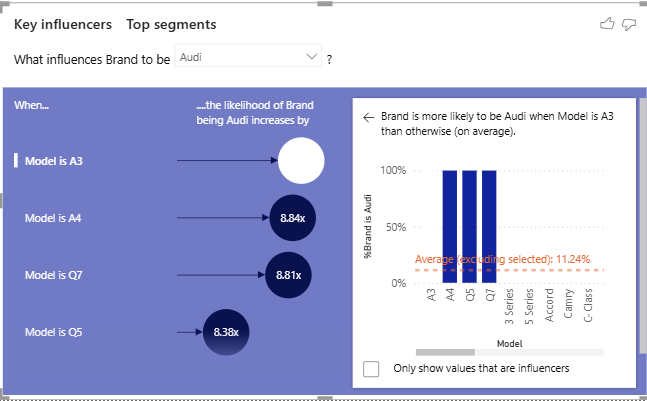 Key influencers Top segments
What influences Brand to be Audi ?
When...
....the likelihood of Brand
being Audi increases by
Model is A3
Model is A4
8.84x
Model is Q7
8.81x
Model is Q5
8.38x
Brand is more likely to be Audi when Model is A3
than otherwise (on average).
%Brand is Audi
100%
50%
0%
Average (excluding selected): 11.24%
A3
A4
Q5
Q7
3 Series
5 Series
Accord
Camry
C- Class
Model
Only show values that are influencers